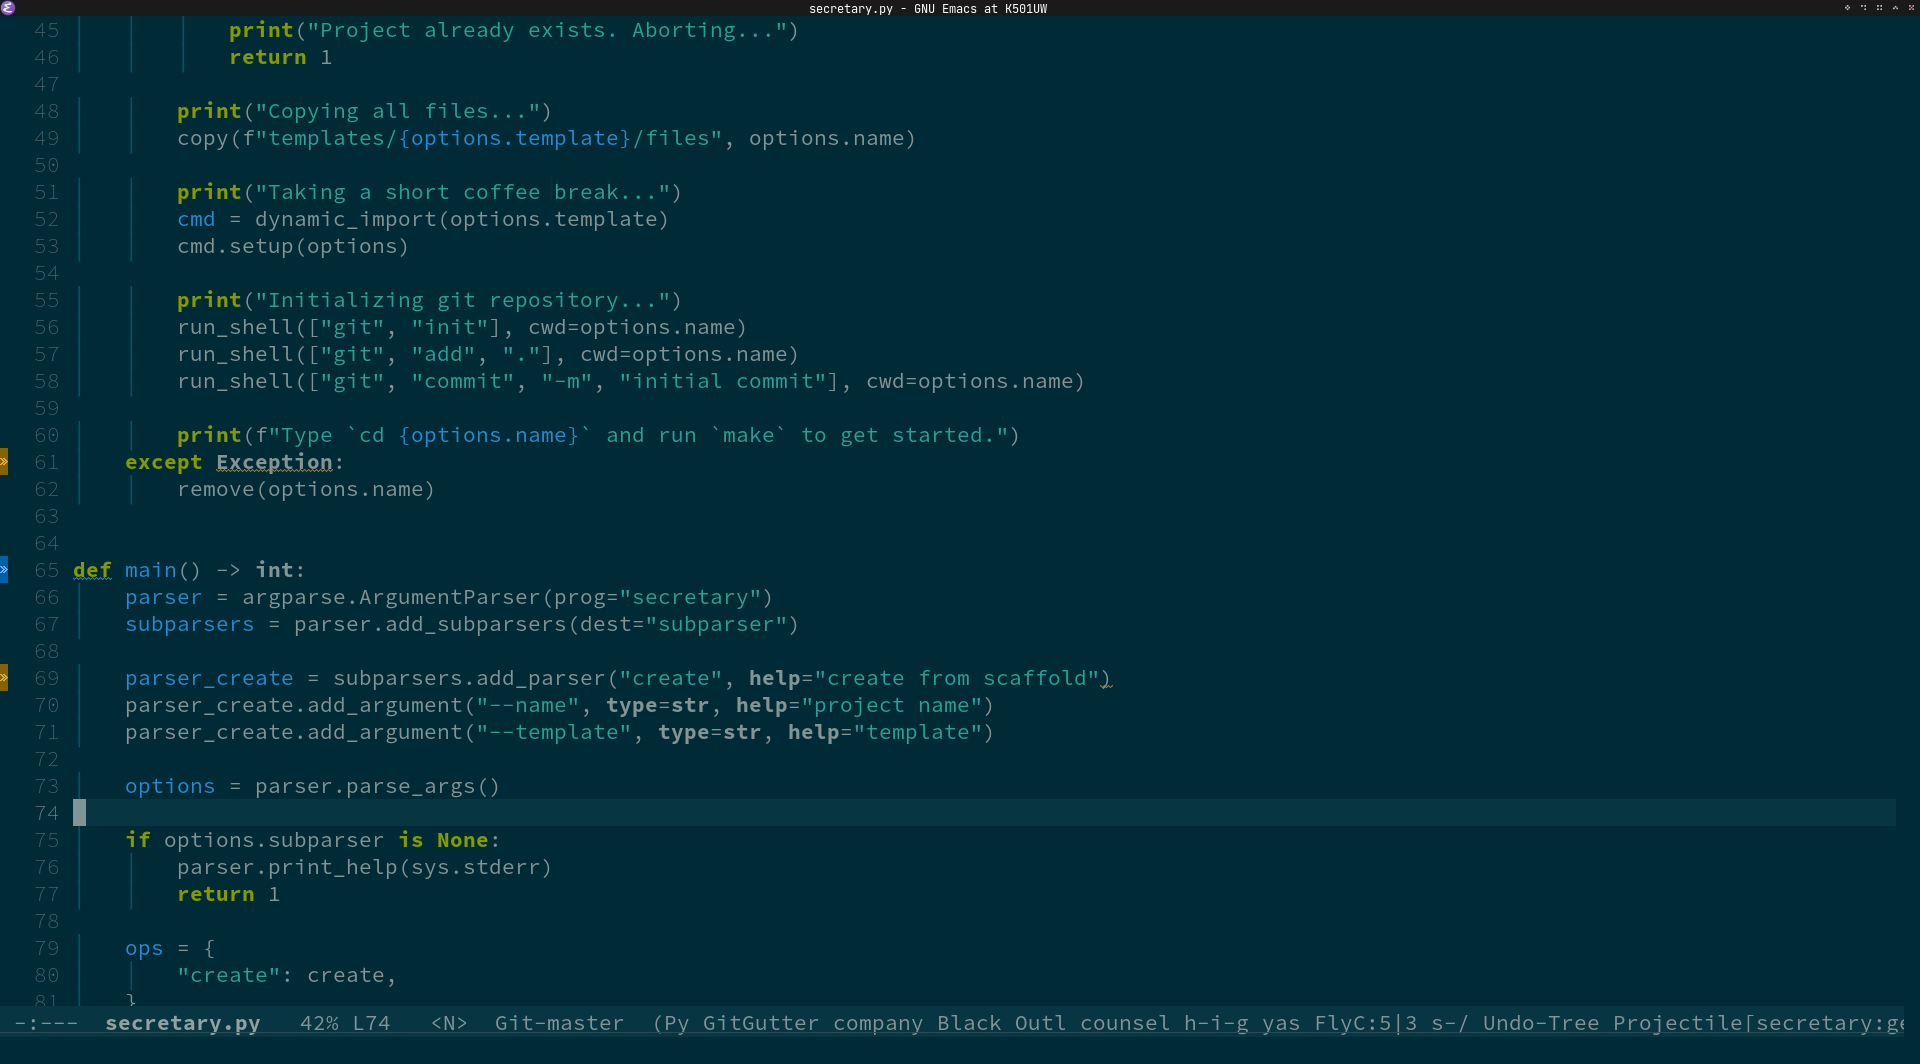 secretary.py - GNU Emacs at K501UW
45 print("Project already exists. Aborting...")
46 return 1
47
48 print("Copying all files...")
49 copy(f"templates/{options.template}/files", options.name)
50
51 print("Taking a short coffee break...")
52 cmd = dynamic_import(options.template)
53 cmd.setup(options)
54
55 print("Initializing git repository...")
56 run_shell(["git", "init"], cwd=options.name)
57 run_shell(["git", "add", "."], cwd=options.name)
58 run_shell(["git", "commit", "-m", "initial commit"], cwd=options.name)
59
60 print(f"Type `cd {options.name}` and run `make` to get started.")
» 61 except Exception:
62 remove(options.name)
63
64
» 65 def main() -> int:
66 parser = argparse.ArgumentParser(prog="secretary")
67 subparsers = parser.add_subparsers(dest="subparser")
68
» 69 parser_create = subparsers.add_parser("create", help="create from scaffold")
70 parser_create.add_argument("--name", type=str, help="project name")
71 parser_create.add_argument("--template", type=str, help="template")
72
73 options = parser.parse_args()
74
75 if options.subparser is None:
76 parser.print_help(sys.stderr)
77 return 1
78
79 ops = {
80 "create": create,
81 }
-:--- secretary.py 42% L74 <N> Git-master (Py GitGutter company Black Outl counsel h-i-g yas FlyC:5|3 s-/ Undo-Tree Projectile[secretary:ge